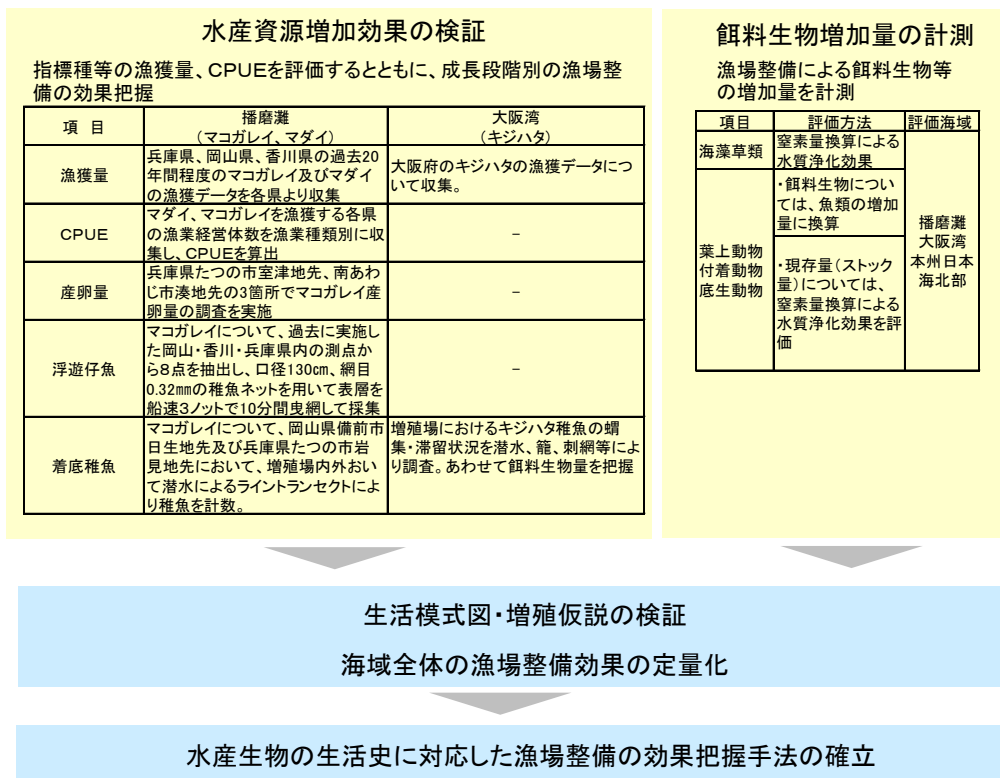 水産資源増加効果の検証
指標種等の漁獲量、CPUEを評価するとともに、成長段階別の漁場整
備の効果把握
項 目
播磨灘
(マコガレイ、マダイ)
大阪湾
(キジハタ)
漁獲量
兵庫県、岡山県、香川県の過去20
年間程度のマコガレイ及びマダイ
の漁獲データを各県より収集
大阪府のキジハタの漁獲データにつ
いて収集。
CPUE
マダイ、マコガレイを漁獲する各県
の漁業経営体数を漁業種類別に収
集し、CPUEを算出
－
産卵量
兵庫県たつの市室津地先、南あわ
じ市湊地先の3箇所でマコガレイ産
卵量の調査を実施
－
浮遊仔魚
マコガレイについて、過去に実施し
た岡山・香川・兵庫県内の測点か
ら8点を抽出し、口径130㎝、網目
0.32㎜の稚魚ネットを用いて表層を
船速3ノットで10分間曳網して採集
－
着底稚魚
マコガレイについて、岡山県備前市
日生地先及び兵庫県たつの市岩
見地先において、増殖場内外おい
て潜水によるライントランセクトによ
り稚魚を計数。
増殖場におけるキジハタ稚魚の蝟
集・滞留状況を潜水、籠、刺網等によ
り調査。あわせて餌料生物量を把握
餌料生物増加量の計測
漁場整備による餌料生物等
の増加量を計測
項目
評価方法
評価海域
海藻草類
窒素量換算による
水質浄化効果
葉上動物
付着動物
底生動物
・餌料生物につい
ては、魚類の増加
量に換算
・現存量(ストック
量)については、
窒素量換算による
水質浄化効果を評
価
播磨灘
大阪湾
本州日本
海北部
生活模式図・増殖仮説の検証
海域全体の漁場整備効果の定量化
水産生物の生活史に対応した漁場整備の効果把握手法の確立